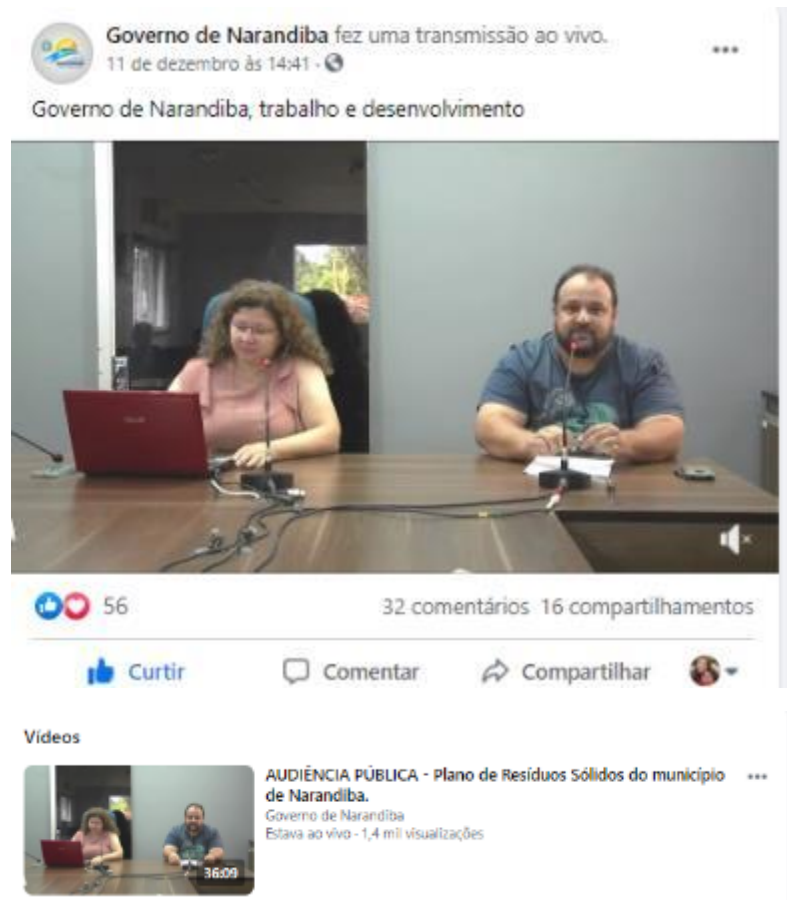 Governo de Narandiba fez uma transmissão ao vivo.
11 de dezembro às 14:41 ·
Governo de Narandiba, trabalho e desenvolvimento
56
32 comentários 16 compartilhamentos
Curtir
Comentar
Compartilhar
Vídeos
AUDIÊNCIA PÚBLICA - Plano de Resíduos Sólidos do município
de Narandiba.
Governo de Narandiba
Estava ao vivo · 1,4 mil visualizações
36:09